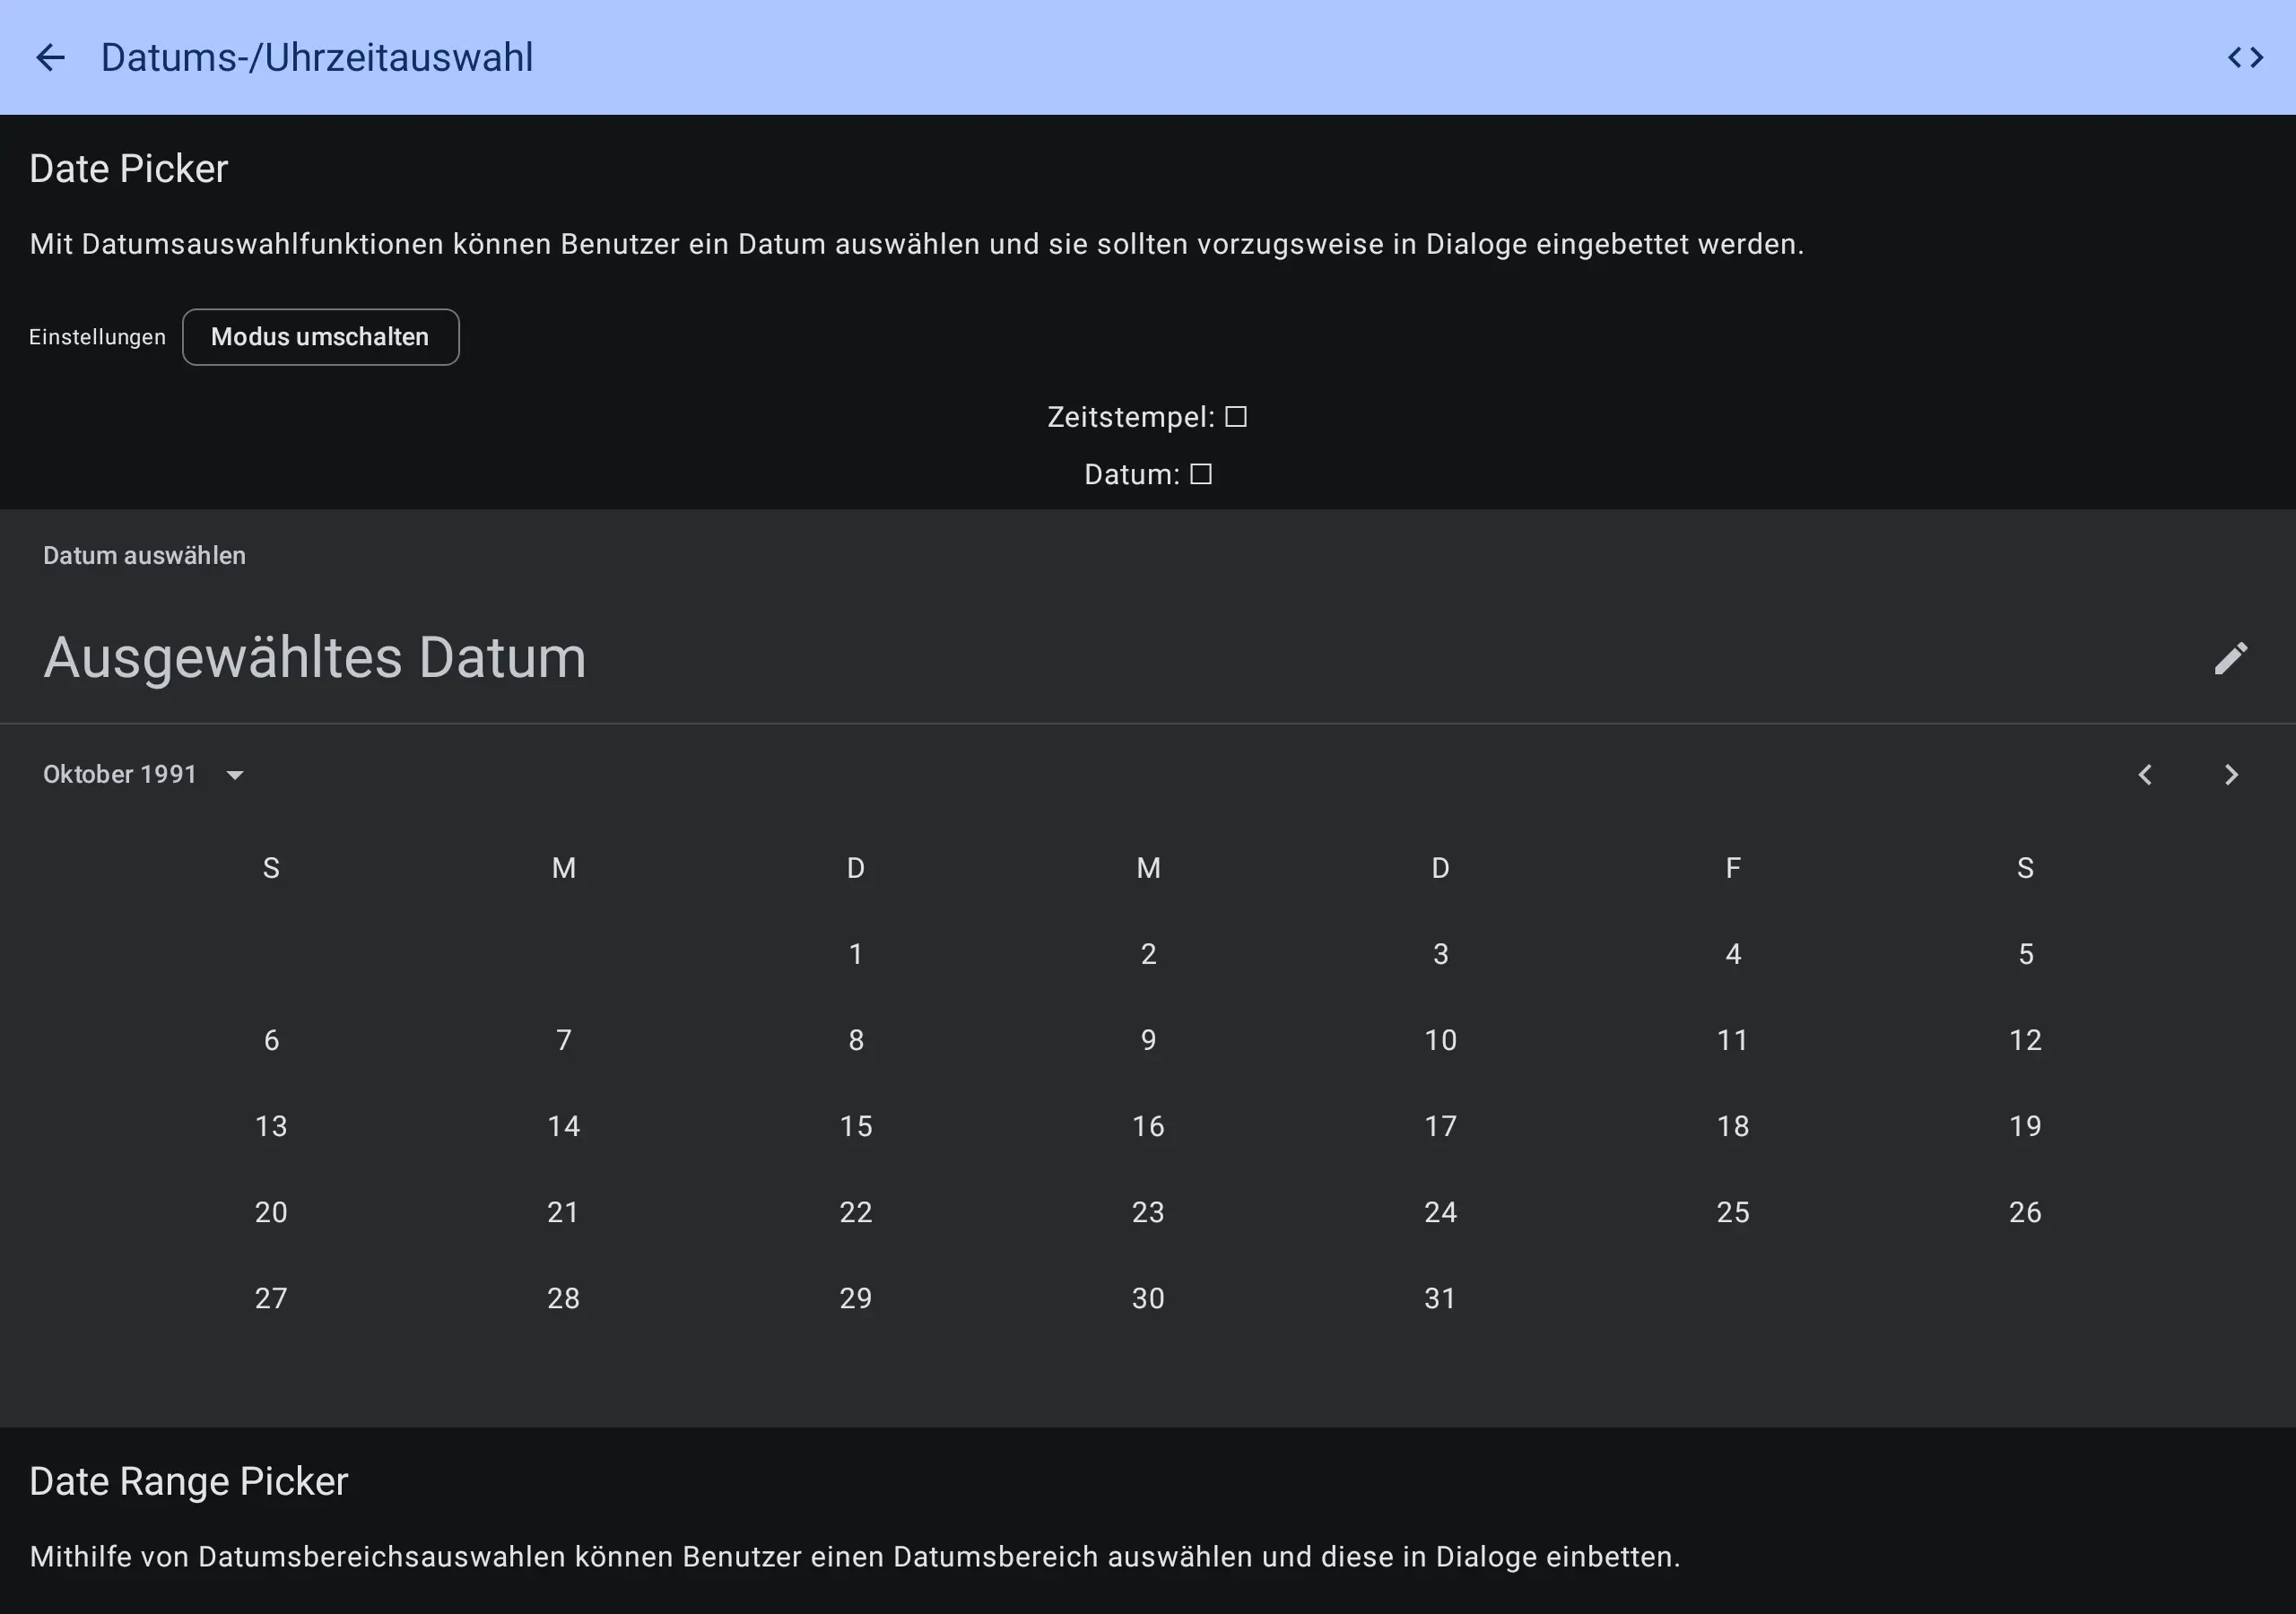 Datums-/Uhrzeitauswahl
Date Picker
Mit Datumsauswahlfunktionen können Benutzer ein Datum auswählen und sie sollten vorzugsweise in Dialoge eingebettet werden.
Einstellungen Modus umschalten
Zeitstempel: □
Datum: □
Datum auswählen
Ausgewähltes Datum
Oktober 1991
S M D M D F S
1 2 3 4 5
6 7 8 9 10 11 12
13 14 15 16 17 18 19
20 21 22 23 24 25 26
27 28 29 30 31
Date Range Picker
Mithilfe von Datumsbereichsauswahlen können Benutzer einen Datumsbereich auswählen und diese in Dialoge einbetten.